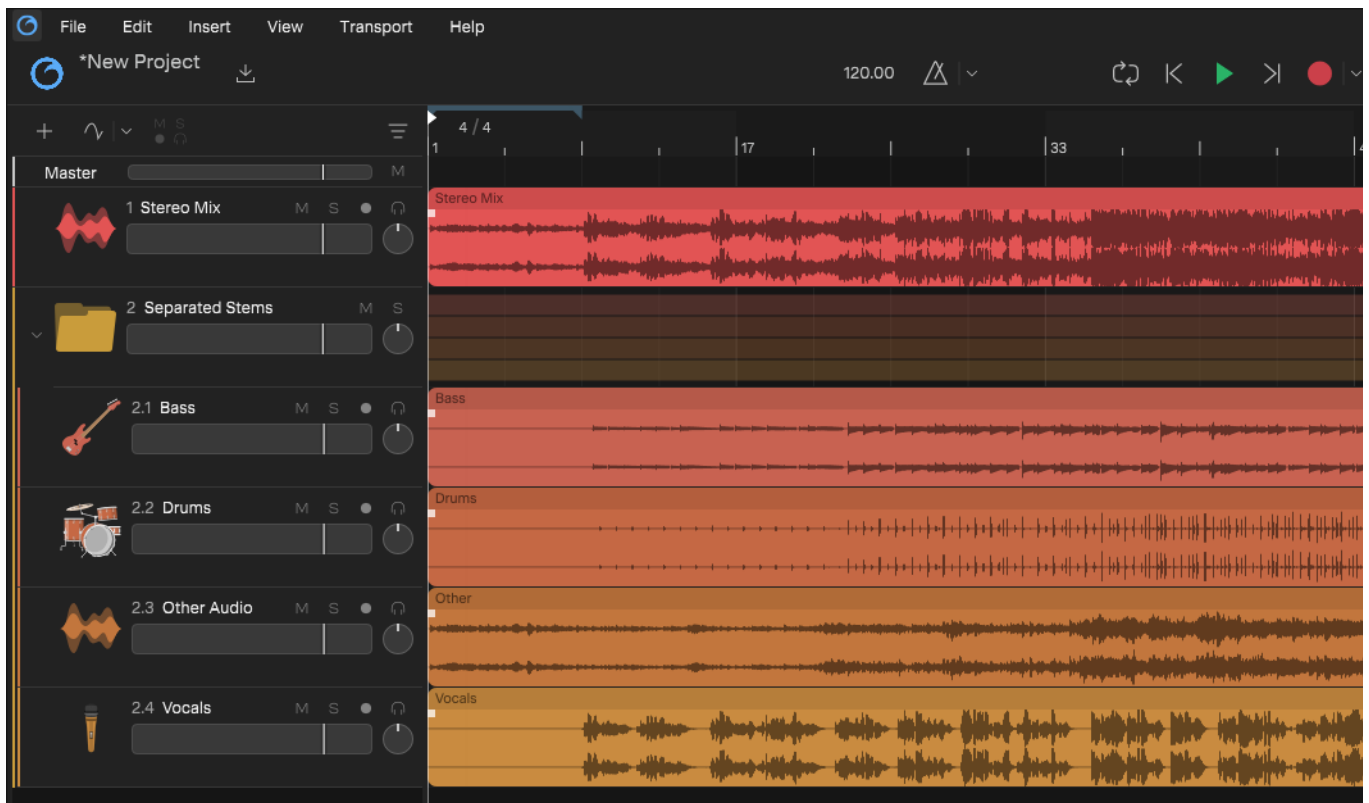 File Edit Insert View Transport Help
*New Project
120.00
M S
4 / 4
1 17 33
Master M
1 Stereo Mix M S
Stereo Mix
2 Separated Stems M S
2.1 Bass M S
Bass
2.2 Drums M S
Drums
2.3 Other Audio M S
Other
2.4 Vocals M S
Vocals